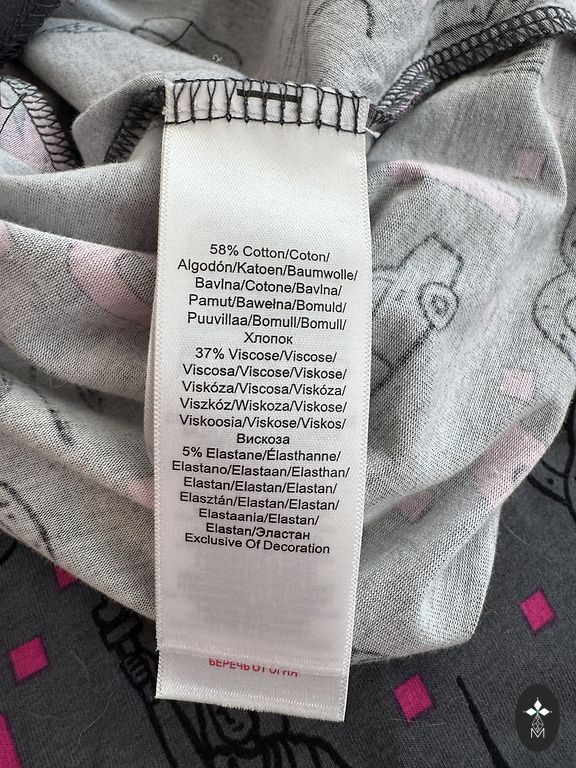 58% Cotton/Coton/
Algodón/Katoen/Baumwolle/
Bavlna/Cotone/Bavlna/
Pamut/Bawełna/Bomuld/
Puuvillaa/Bomull/Bomull/
Хлопок
37% Viscose/Viscose/
Viscosa/Viscose/Viskose/
Viskóza/Viscosa/Viskóza/
Viszkóz/Wiskoza/Viskose/
Viskoosia/Viskose/Viskos/
Вискоза
5% Elastane/Élasthanne/
Elastano/Elastaan/Elasthan/
Elastan/Elastan/Elastan/
Elasztán/Elastan/Elastan/
Elastaania/Elastan/
Elastan/Эластан
Exclusive Of Decoration
БЕРЕЧЬ ОТ ОГНЯ